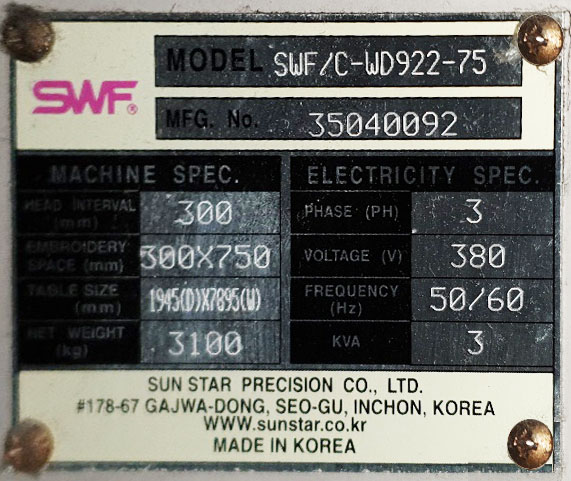 SWF®
MODEL SWF/C-WD922-75
MFG. No. 35040092
MACHINE SPEC.
HEAD INTERVAL (mm) 300
EMBROIDERY SPACE (mm) 300X750
TABLE SIZE (mm) 1945(D)X7895(W)
NET WEIGHT (kg) 3100
ELECTRICITY SPEC.
PHASE (PH) 3
VOLTAGE (V) 380
FREQUENCY (Hz) 50/60
KVA 3
SUN STAR PRECISION CO., LTD.
#178-67 GAJWA-DONG, SEO-GU, INCHON, KOREA
WWW.sunstar.co.kr
MADE IN KOREA